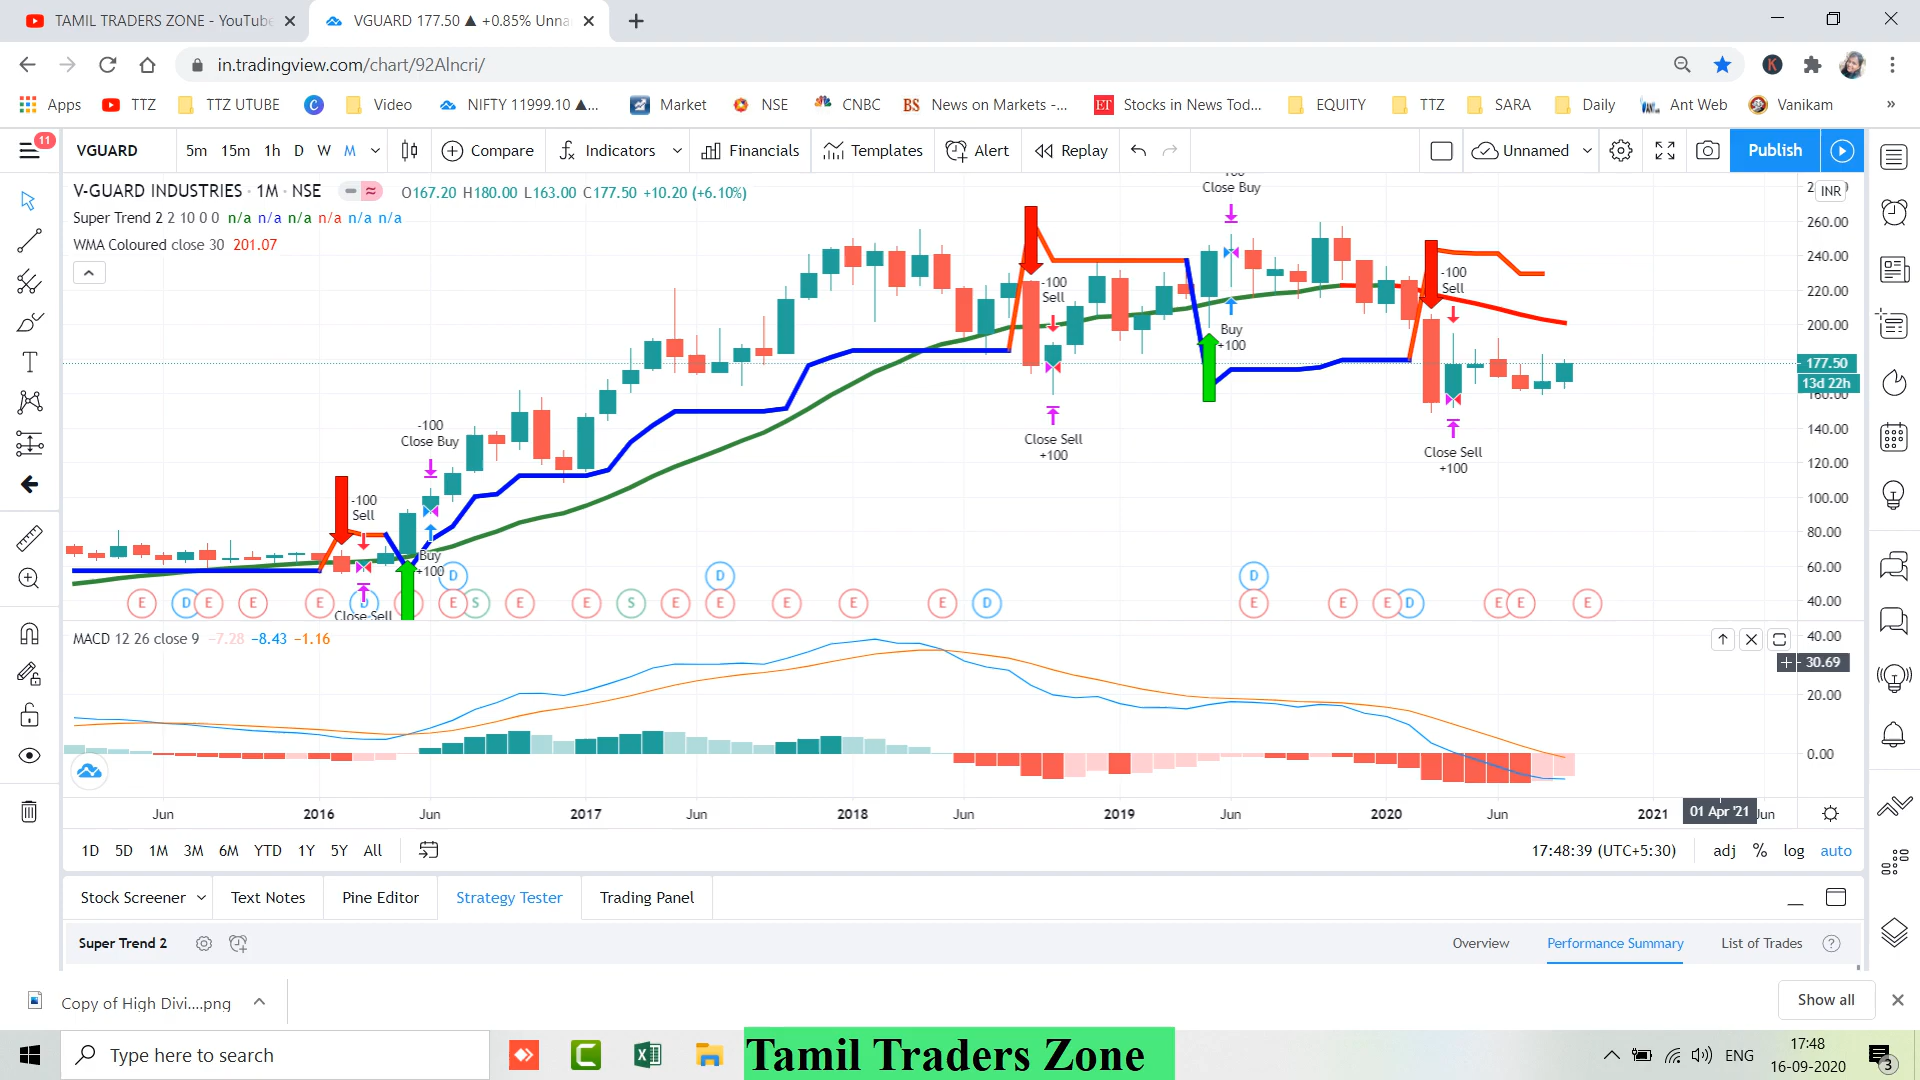 TAMIL TRADERS ZONE - YouTube
VGUARD 177.50 ▲ +0.85% Unna
in.tradingview.com/chart/92Alncri/
Apps
TTZ
TTZ UTUBE
Video
NIFTY 11999.10 ▲...
Market
NSE
CNBC
BS News on Markets -...
ET Stocks in News Tod...
EQUITY
TTZ
SARA
Daily
Ant Web
Vanikam
»
11
VGUARD
5m 15m 1h D W M
Compare
Indicators
Financials
Templates
Alert
Replay
Unnamed
Publish
V-GUARD INDUSTRIES · 1M · NSE
O167.20 H180.00 L163.00 C177.50 +10.20 (+6.10%)
Super Trend 2 2 10 0 0 n/a n/a n/a n/a n/a n/a
WMA Coloured close 30 201.07
INR
260.00
240.00
220.00
200.00
177.50
13d 22h
160.00
140.00
120.00
100.00
80.00
60.00
40.00
-100
Sell
Close Sell
-100
Close Buy
Buy
+100
-100
Sell
Close Sell
+100
Close Buy
Buy
+100
-100
Sell
Close Sell
+100
D D D
E D E E E D E S E E S E E E E E D E E E D E E E
MACD 12 26 close 9 −7.28 −8.43 −1.16
40.00
30.69
20.00
0.00
Jun 2016 Jun 2017 Jun 2018 Jun 2019 Jun 2020 Jun 2021 01 Apr '21 Jun
1D 5D 1M 3M 6M YTD 1Y 5Y All
17:48:39 (UTC+5:30)
adj % log auto
Stock Screener
Text Notes
Pine Editor
Strategy Tester
Trading Panel
Super Trend 2
Overview
Performance Summary
List of Trades
Copy of High Divi....png
Show all
Type here to search
Tamil Traders Zone
ENG
17:48
16-09-2020
3